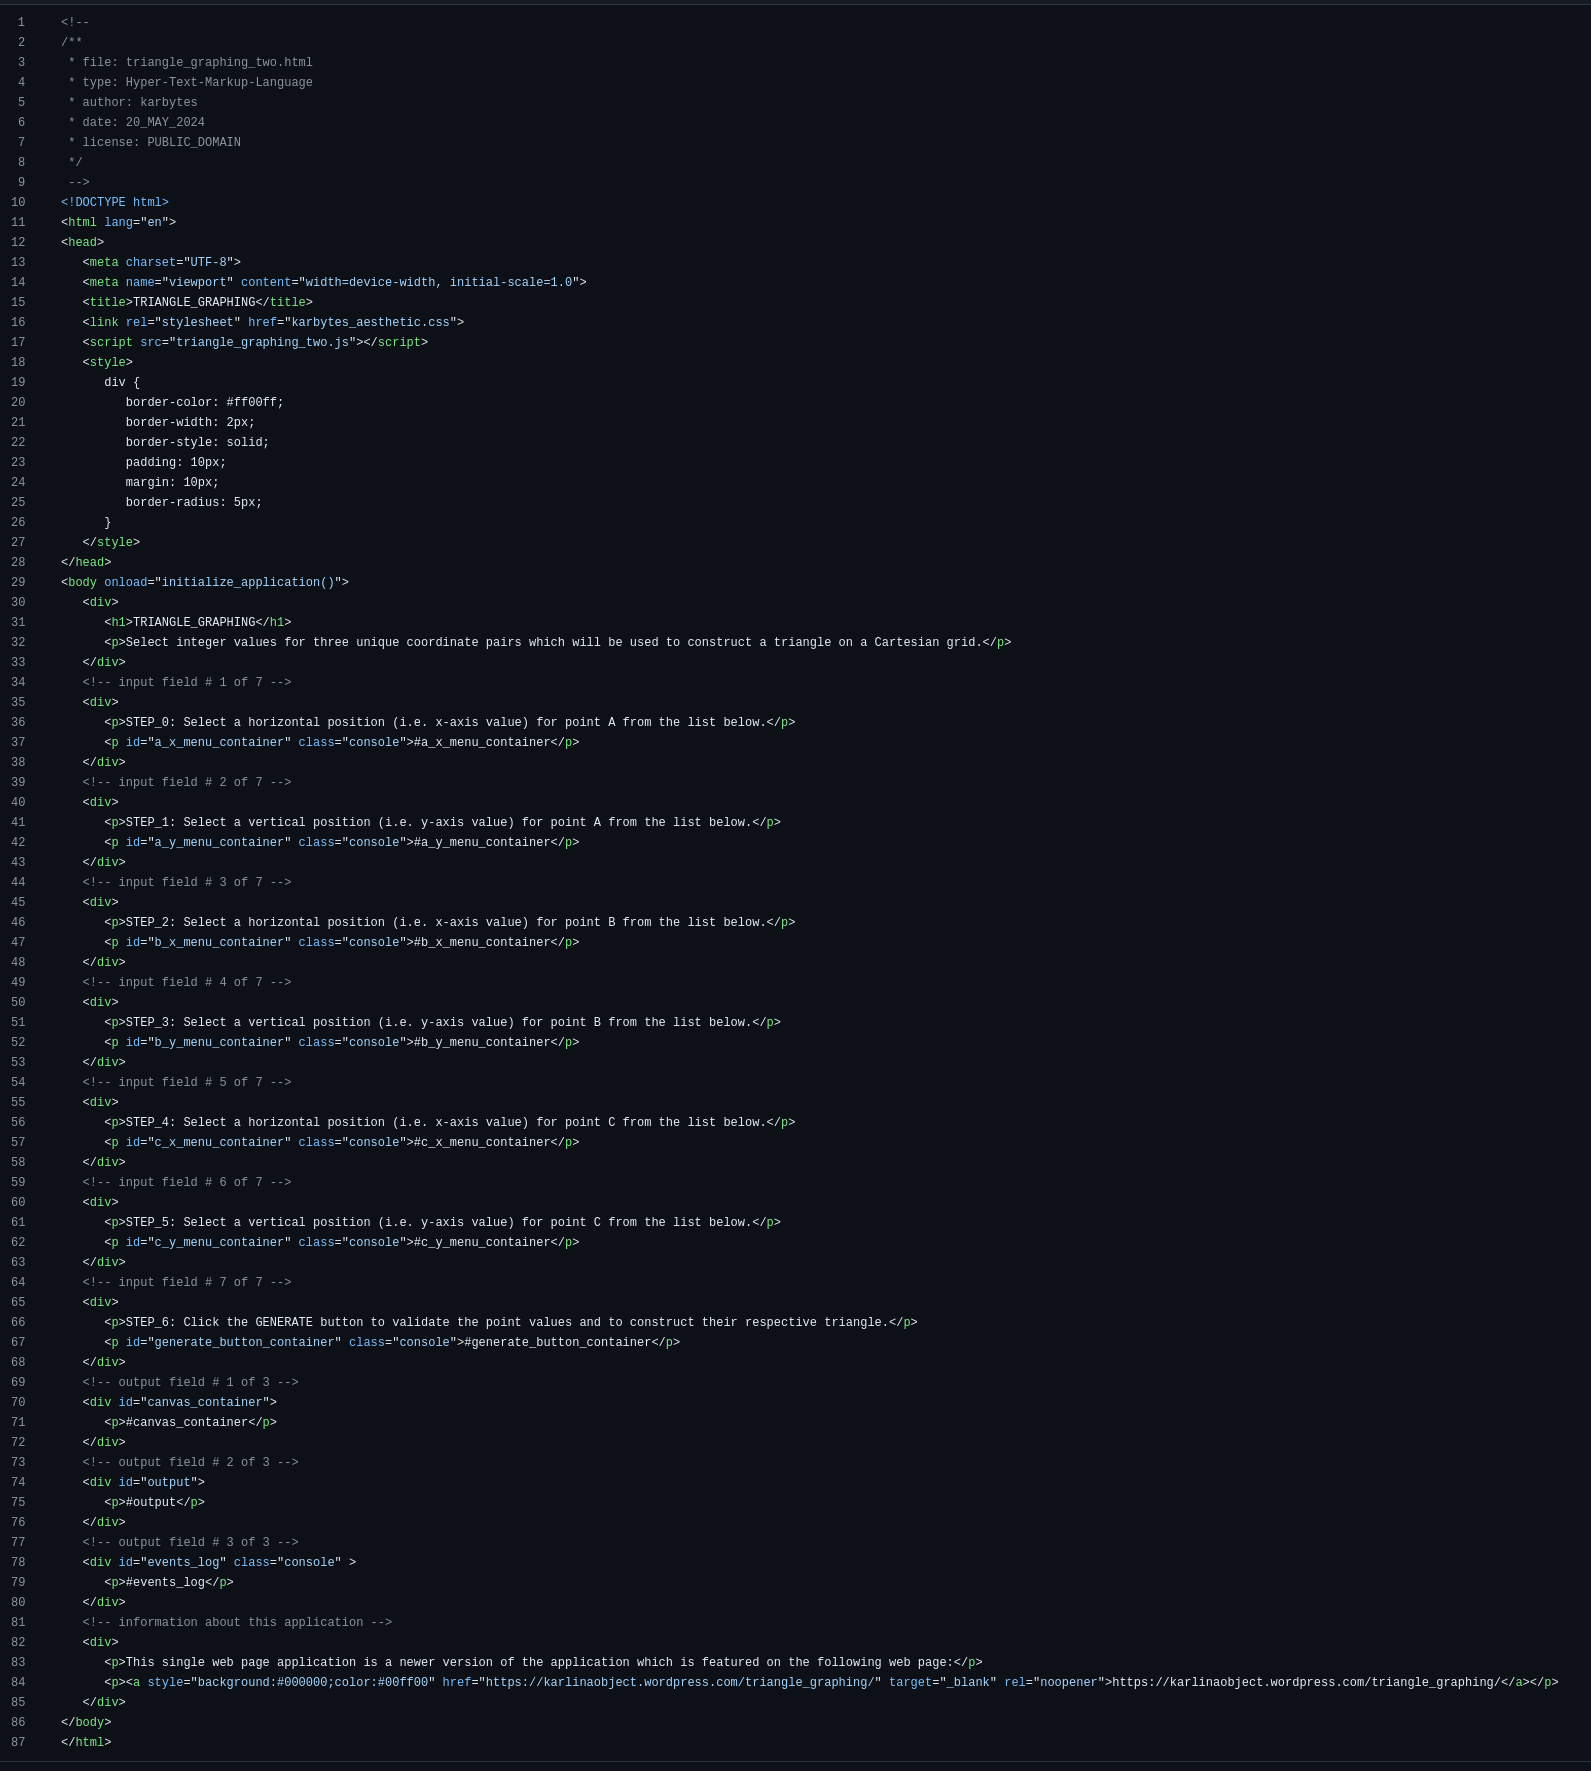 1 <!--
2 /**
3  * file: triangle_graphing_two.html
4  * type: Hyper-Text-Markup-Language
5  * author: karbytes
6  * date: 20_MAY_2024
7  * license: PUBLIC_DOMAIN
8  */
9  -->
10 <!DOCTYPE html>
11 <html lang="en">
12 <head>
13    <meta charset="UTF-8">
14    <meta name="viewport" content="width=device-width, initial-scale=1.0">
15    <title>TRIANGLE_GRAPHING</title>
16    <link rel="stylesheet" href="karbytes_aesthetic.css">
17    <script src="triangle_graphing_two.js"></script>
18    <style>
19       div {
20          border-color: #ff00ff;
21          border-width: 2px;
22          border-style: solid;
23          padding: 10px;
24          margin: 10px;
25          border-radius: 5px;
26       }
27    </style>
28 </head>
29 <body onload="initialize_application()">
30    <div>
31       <h1>TRIANGLE_GRAPHING</h1>
32       <p>Select integer values for three unique coordinate pairs which will be used to construct a triangle on a Cartesian grid.</p>
33    </div>
34    <!-- input field # 1 of 7 -->
35    <div>
36       <p>STEP_0: Select a horizontal position (i.e. x-axis value) for point A from the list below.</p>
37       <p id="a_x_menu_container" class="console">#a_x_menu_container</p>
38    </div>
39    <!-- input field # 2 of 7 -->
40    <div>
41       <p>STEP_1: Select a vertical position (i.e. y-axis value) for point A from the list below.</p>
42       <p id="a_y_menu_container" class="console">#a_y_menu_container</p>
43    </div>
44    <!-- input field # 3 of 7 -->
45    <div>
46       <p>STEP_2: Select a horizontal position (i.e. x-axis value) for point B from the list below.</p>
47       <p id="b_x_menu_container" class="console">#b_x_menu_container</p>
48    </div>
49    <!-- input field # 4 of 7 -->
50    <div>
51       <p>STEP_3: Select a vertical position (i.e. y-axis value) for point B from the list below.</p>
52       <p id="b_y_menu_container" class="console">#b_y_menu_container</p>
53    </div>
54    <!-- input field # 5 of 7 -->
55    <div>
56       <p>STEP_4: Select a horizontal position (i.e. x-axis value) for point C from the list below.</p>
57       <p id="c_x_menu_container" class="console">#c_x_menu_container</p>
58    </div>
59    <!-- input field # 6 of 7 -->
60    <div>
61       <p>STEP_5: Select a vertical position (i.e. y-axis value) for point C from the list below.</p>
62       <p id="c_y_menu_container" class="console">#c_y_menu_container</p>
63    </div>
64    <!-- input field # 7 of 7 -->
65    <div>
66       <p>STEP_6: Click the GENERATE button to validate the point values and to construct their respective triangle.</p>
67       <p id="generate_button_container" class="console">#generate_button_container</p>
68    </div>
69    <!-- output field # 1 of 3 -->
70    <div id="canvas_container">
71       <p>#canvas_container</p>
72    </div>
73    <!-- output field # 2 of 3 -->
74    <div id="output">
75       <p>#output</p>
76    </div>
77    <!-- output field # 3 of 3 -->
78    <div id="events_log" class="console" >
79       <p>#events_log</p>
80    </div>
81    <!-- information about this application -->
82    <div>
83       <p>This single web page application is a newer version of the application which is featured on the following web page:</p>
84       <p><a style="background:#000000;color:#00ff00" href="https://karlinaobject.wordpress.com/triangle_graphing/" target="_blank" rel="noopener">https://karlinaobject.wordpress.com/triangle_graphing/</a></p>
85    </div>
86 </body>
87 </html>